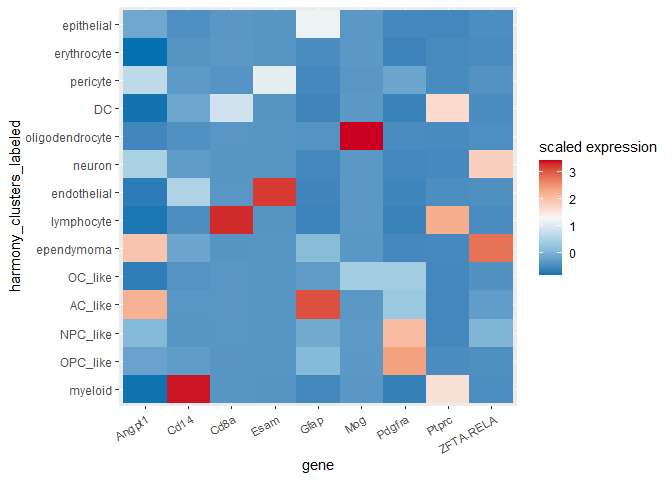 harmony_clusters_labeled
epithelial
erythrocyte
pericyte
DC
oligodendrocyte
neuron
endothelial
lymphocyte
ependymoma
OC_like
AC_like
NPC_like
OPC_like
myeloid
Angpt1
Cd14
Cd8a
Esam
Gfap
Mog
Pdgfra
Ptprc
ZFTA.RELA
gene
scaled expression
3
2
1
0